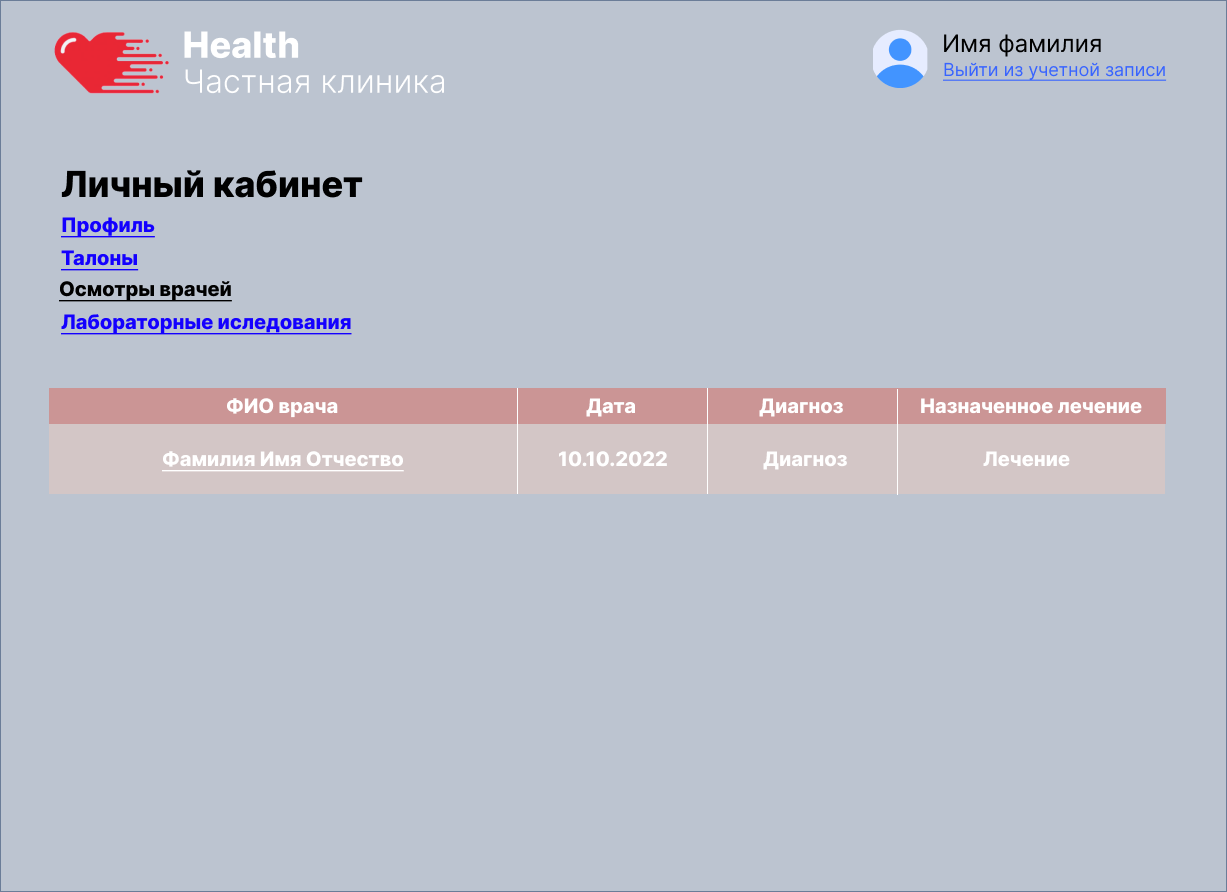 Health
Частная клиника
Имя фамилия
Выйти из учетной записи
Личный кабинет
Профиль
Талоны
Осмотры врачей
Лабораторные иследования
ФИО врача Дата Диагноз Назначенное лечение
Фамилия Имя Отчество 10.10.2022 Диагноз Лечение